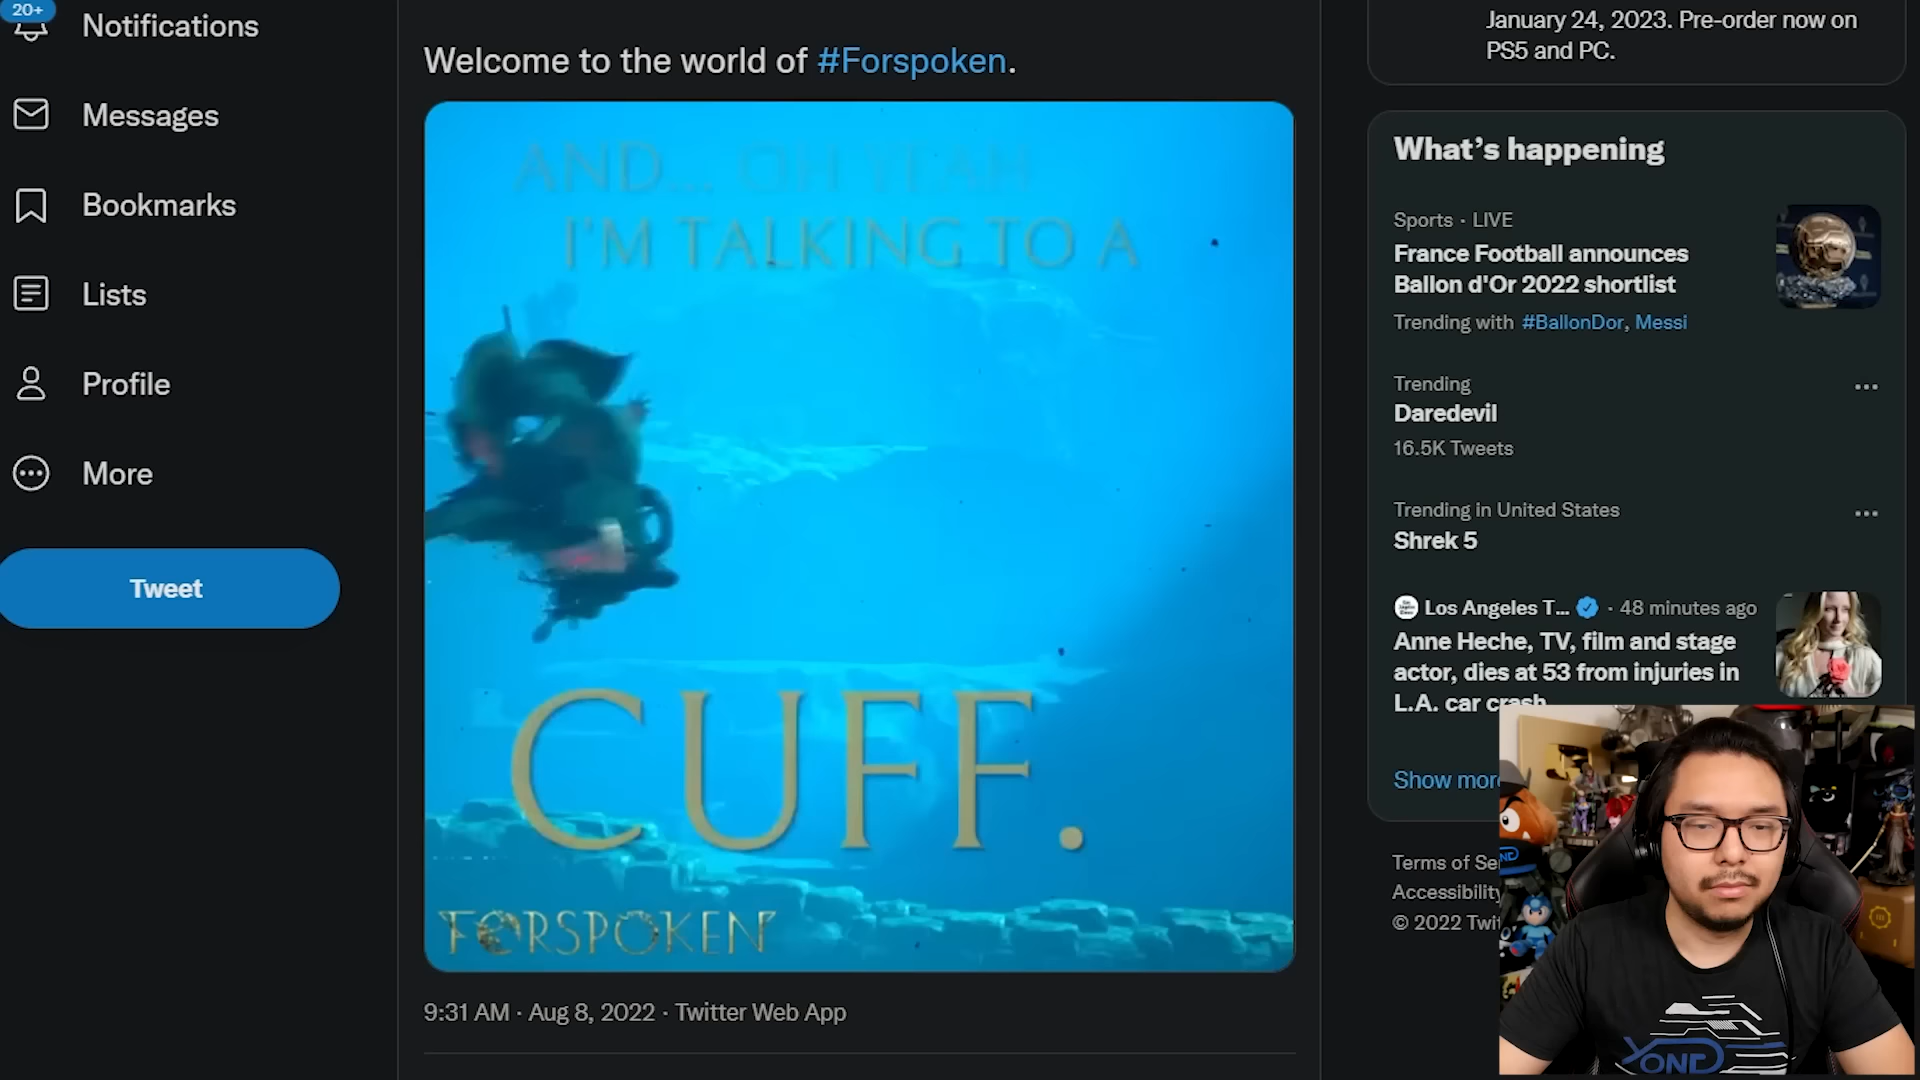 20+
Notifications
Messages
Bookmarks
Lists
Profile
More
Tweet
Welcome to the world of #Forspoken.
AND... OH YEAH
I'M TALKING TO A
CUFF.
FORSPOKEN
9:31 AM · Aug 8, 2022 · Twitter Web App
January 24, 2023. Pre-order now on
PS5 and PC.
What's happening
Sports · LIVE
France Football announces
Ballon d'Or 2022 shortlist
Trending with #BallonDor, Messi
Trending
Daredevil
16.5K Tweets
Trending in United States
Shrek 5
Los Angeles T... · 48 minutes ago
Anne Heche, TV, film and stage
actor, dies at 53 from injuries in
L.A. car crash
Show more
Terms of Se
Accessibility
© 2022 Twit
YONG